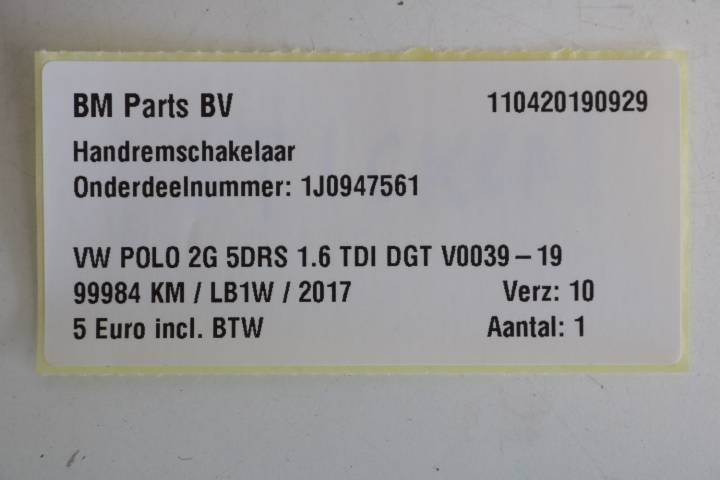 BM Parts BV 110420190929
Handremschakelaar
Onderdeelnummer: 1J0947561
VW POLO 2G 5DRS 1.6 TDI DGT V0039 – 19
99984 KM / LB1W / 2017 Verz: 10
5 Euro incl. BTW Aantal: 1